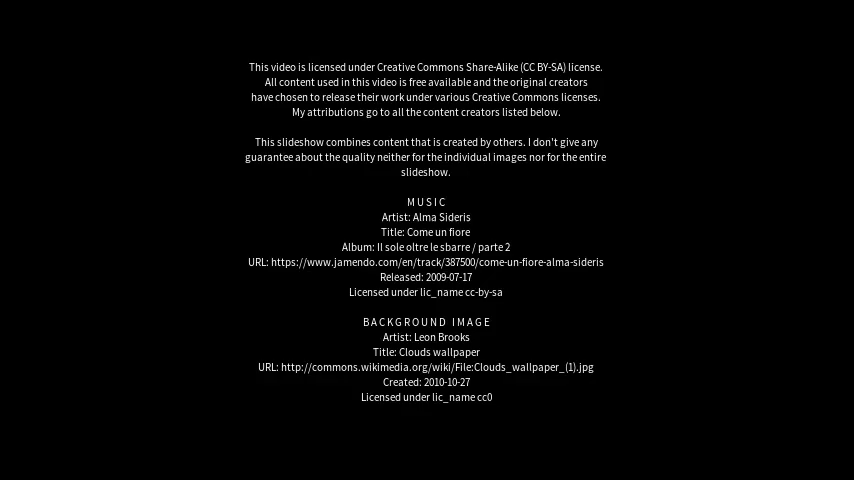 This video is licensed under Creative Commons Share-Alike (CC BY-SA) license.
All content used in this video is free available and the original creators
have chosen to release their work under various Creative Commons licenses.
My attributions go to all the content creators listed below.
This slideshow combines content that is created by others. I don't give any
guarantee about the quality neither for the individual images nor for the entire
slideshow.
M U S I C
Artist: Alma Sideris
Title: Come un fiore
Album: Il sole oltre le sbarre / parte 2
URL: https://www.jamendo.com/en/track/387500/come-un-fiore-alma-sideris
Released: 2009-07-17
Licensed under lic_name cc-by-sa
B A C K G R O U N D   I M A G E
Artist: Leon Brooks
Title: Clouds wallpaper
URL: http://commons.wikimedia.org/wiki/File:Clouds_wallpaper_(1).jpg
Created: 2010-10-27
Licensed under lic_name cc0